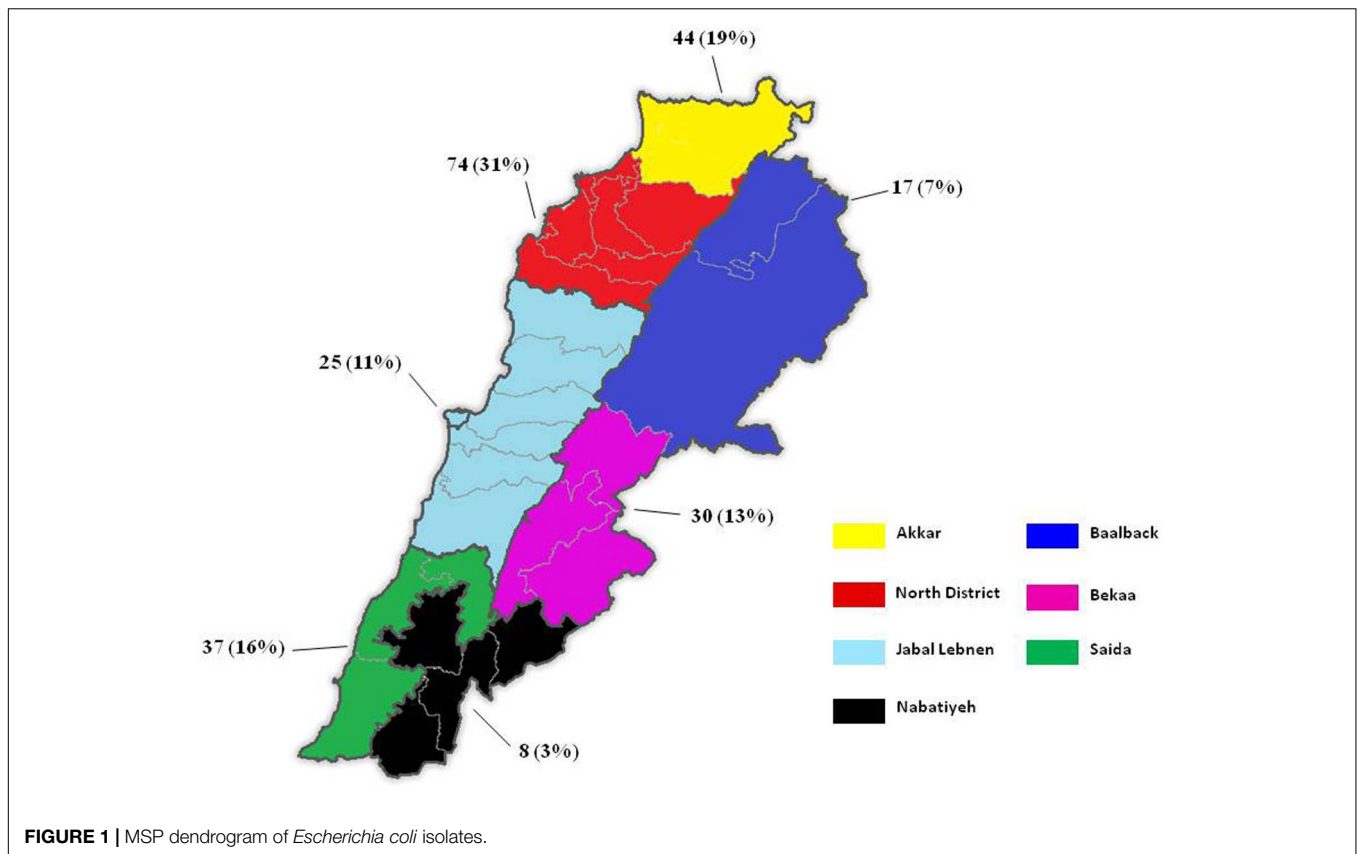 44 (19%)
74 (31%)
17 (7%)
25 (11%)
30 (13%)
37 (16%)
8 (3%)
Akkar
Baalback
North District
Bekaa
Jabal Lebnen
Saida
Nabatiyeh
FIGURE 1 | MSP dendrogram of Escherichia coli isolates.